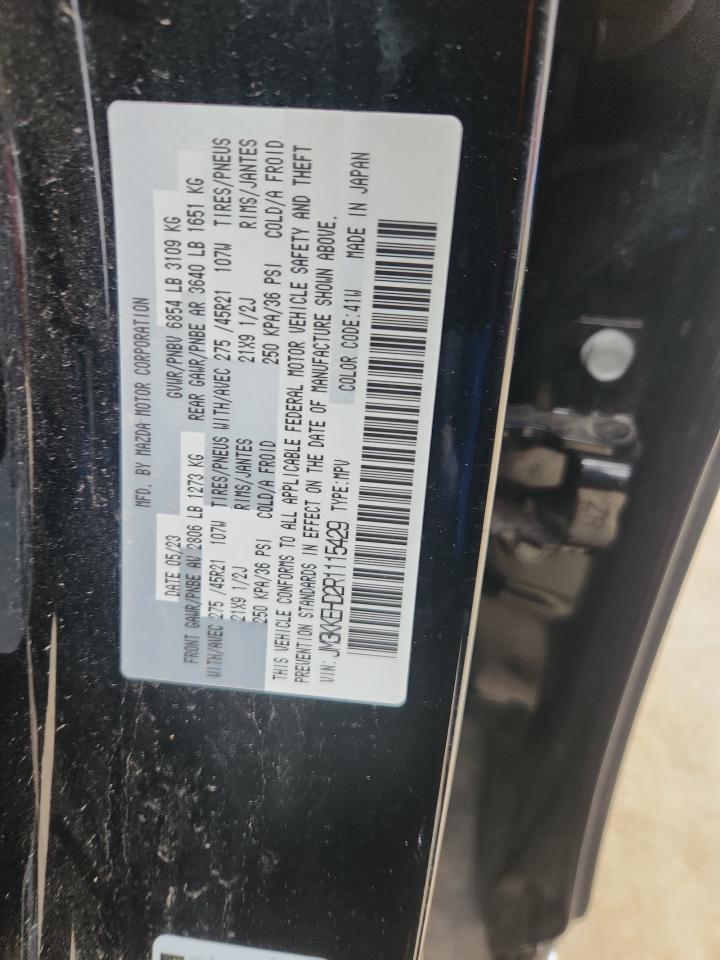 MFD. BY MAZDA MOTOR CORPORATION
DATE 05/23 GVWR/PNBV 6854 LB 3109 KG
FRONT GAWR/PNBE AV 2806 LB 1273 KG REAR GAWR/PNBE AR 3640 LB 1651 KG
WITH/AVEC 275 /45R21 107W TIRES/PNEUS WITH/AVEC 275 /45R21 107W TIRES/PNEUS
21X9 1/2J RIMS/JANTES 21X9 1/2J RIMS/JANTES
250 KPA/36 PSI COLD/A FROID 250 KPA/36 PSI COLD/A FROID
THIS VEHICLE CONFORMS TO ALL APPLICABLE FEDERAL MOTOR VEHICLE SAFETY AND THEFT
PREVENTION STANDARDS IN EFFECT ON THE DATE OF MANUFACTURE SHOWN ABOVE.
VIN: JM3KKEHD2R1115429 TYPE:MPV COLOR CODE:41W MADE IN JAPAN